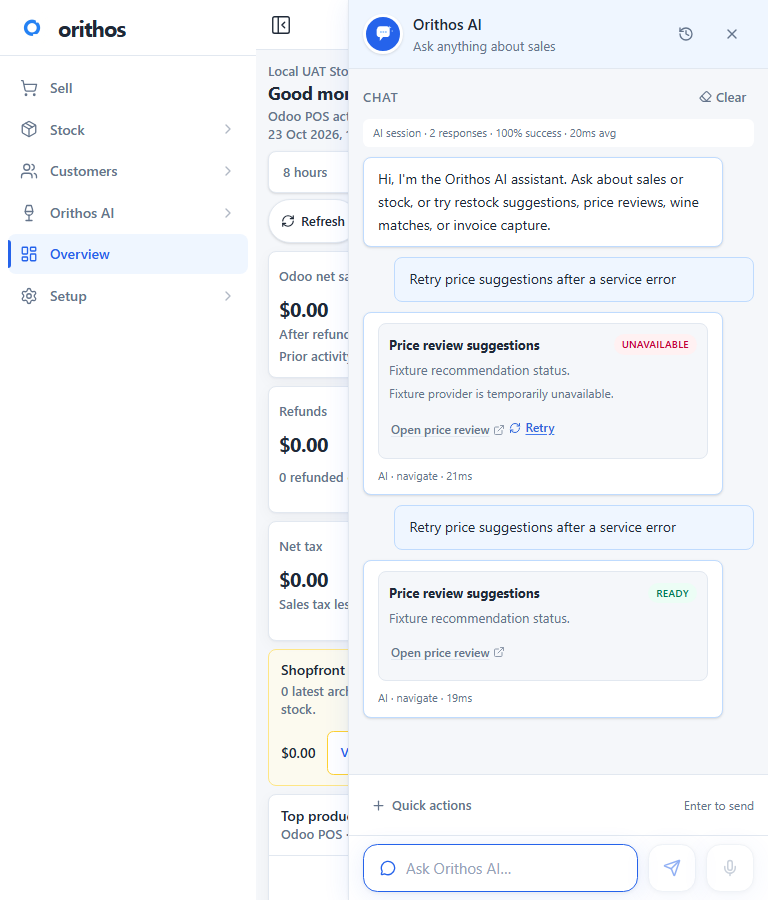 orithos
Sell
Stock
Customers
Orithos AI
Overview
Setup
Local UAT Sto
Good mor
Odoo POS act
23 Oct 2026,
8 hours
Refresh
Odoo net sa
$0.00
After refund
Prior activity
Refunds
$0.00
0 refunded
Net tax
$0.00
Sales tax les
Shopfront
0 latest arch
stock.
$0.00
V
Top produ
Odoo POS ·
Orithos AI
Ask anything about sales
CHAT
Clear
AI session · 2 responses · 100% success · 20ms avg
Hi, I'm the Orithos AI assistant. Ask about sales or
stock, or try restock suggestions, price reviews, wine
matches, or invoice capture.
Retry price suggestions after a service error
Price review suggestions
UNAVAILABLE
Fixture recommendation status.
Fixture provider is temporarily unavailable.
Open price review
Retry
AI · navigate · 21ms
Retry price suggestions after a service error
Price review suggestions
READY
Fixture recommendation status.
Open price review
AI · navigate · 19ms
Quick actions
Enter to send
Ask Orithos AI...